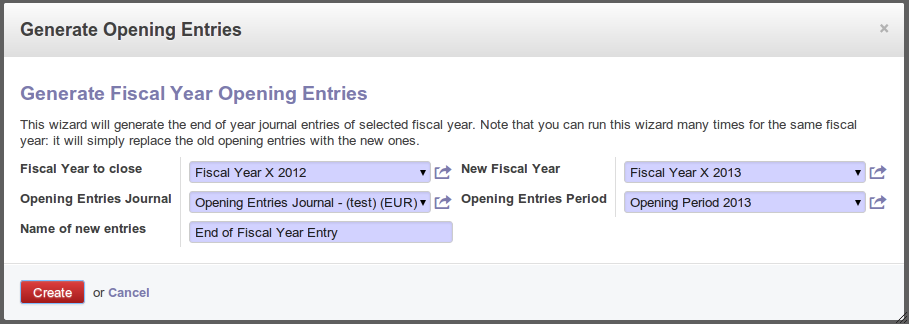 Generate Opening Entries ×
Generate Fiscal Year Opening Entries
This wizard will generate the end of year journal entries of selected fiscal year. Note that you can run this wizard many times for the same fiscal
year: it will simply replace the old opening entries with the new ones.
Fiscal Year to close Fiscal Year X 2012 New Fiscal Year Fiscal Year X 2013
Opening Entries Journal Opening Entries Journal - (test) (EUR) Opening Entries Period Opening Period 2013
Name of new entries End of Fiscal Year Entry
Create or Cancel